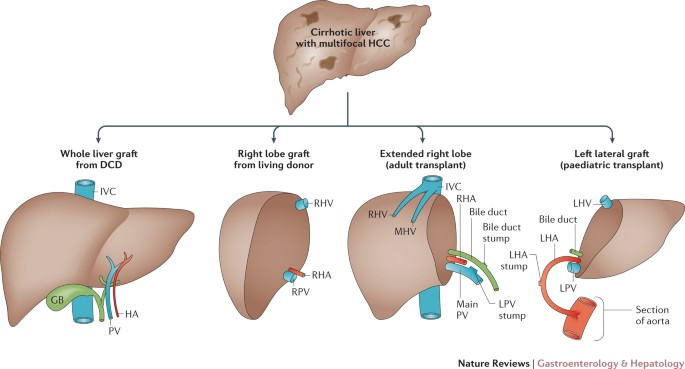 Cirrhotic liver
with multifocal HCC
Whole liver graft
from DCD
Right lobe graft
from living donor
Extended right lobe
(adult transplant)
Left lateral graft
(paediatric transplant)
IVC
GB
PV
HA
RHV
RHA
RPV
IVC
RHA
RHV
MHV
Bile duct
Bile duct
stump
Main
PV
LPV
stump
LHV
Bile duct
LHA
LHA
stump
LPV
Section
of aorta
Nature Reviews | Gastroenterology & Hepatology